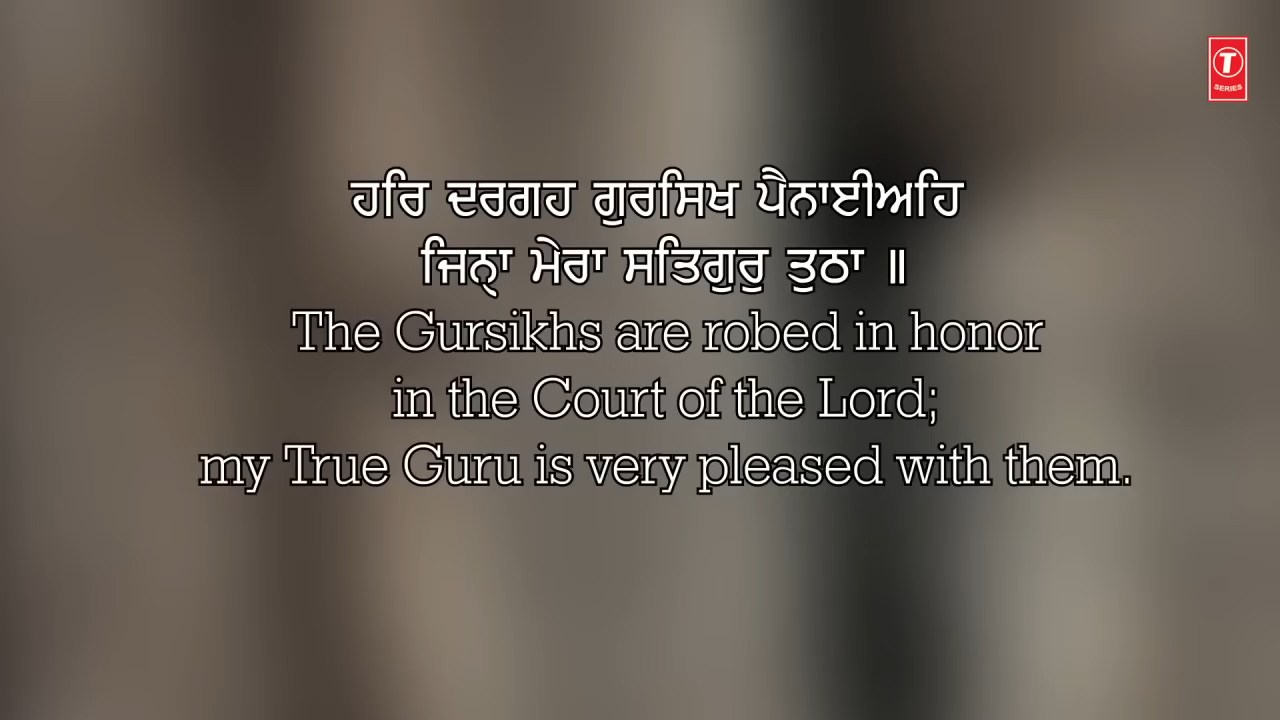 T
SERIES
ਹਰਿ ਦਰਗਹ ਗੁਰਸਿਖ ਪੈਨਾਈਅਹਿ
ਜਿਨ੍ਹਾ ਮੇਰਾ ਸਤਿਗੁਰੁ ਤੁਠਾ ॥
The Gursikhs are robed in honor
in the Court of the Lord;
my True Guru is very pleased with them.